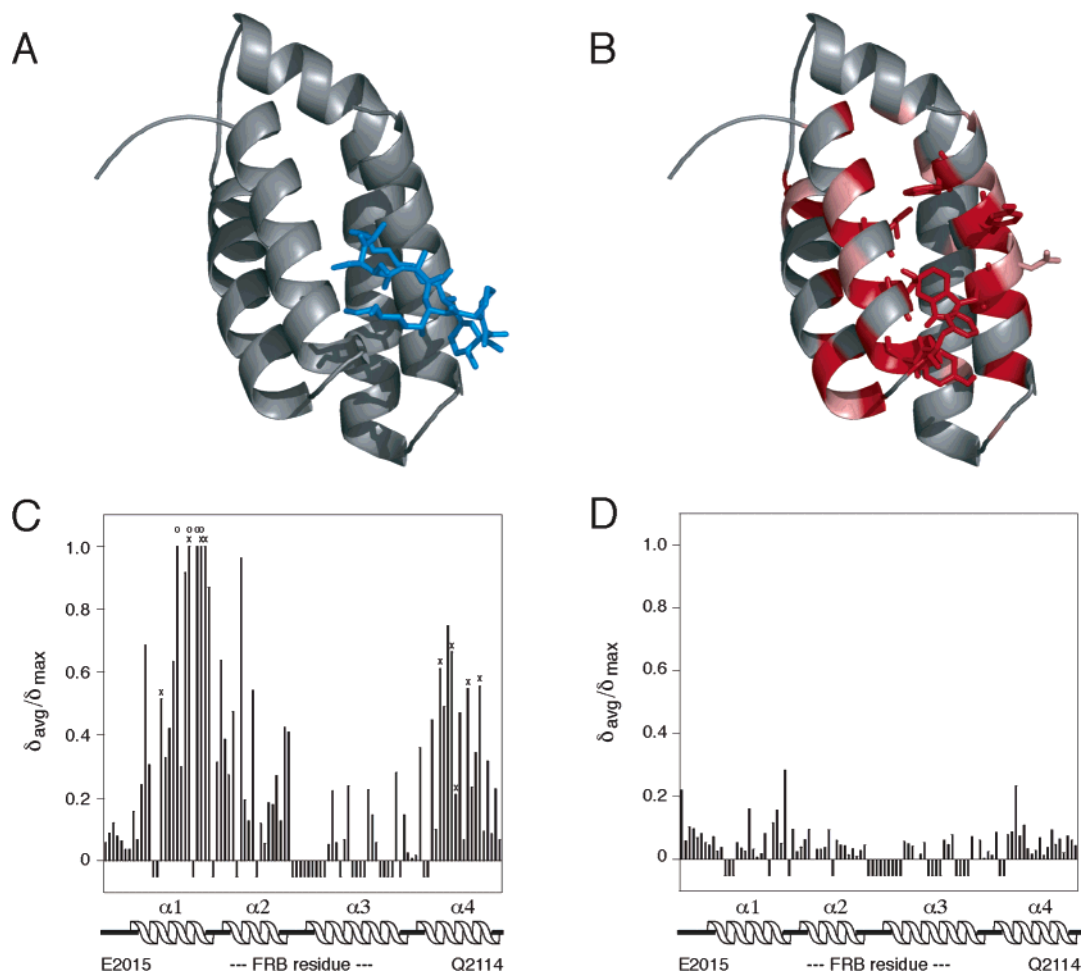 A
B
C
D
δavg/δmax
1.0
0.8
0.6
0.4
0.2
0
o o oo
x xx
x
x
x
x
x
x
α1 α2 α3 α4
E2015 --- FRB residue --- Q2114
δavg/δmax
1.0
0.8
0.6
0.4
0.2
0
α1 α2 α3 α4
E2015 --- FRB residue --- Q2114